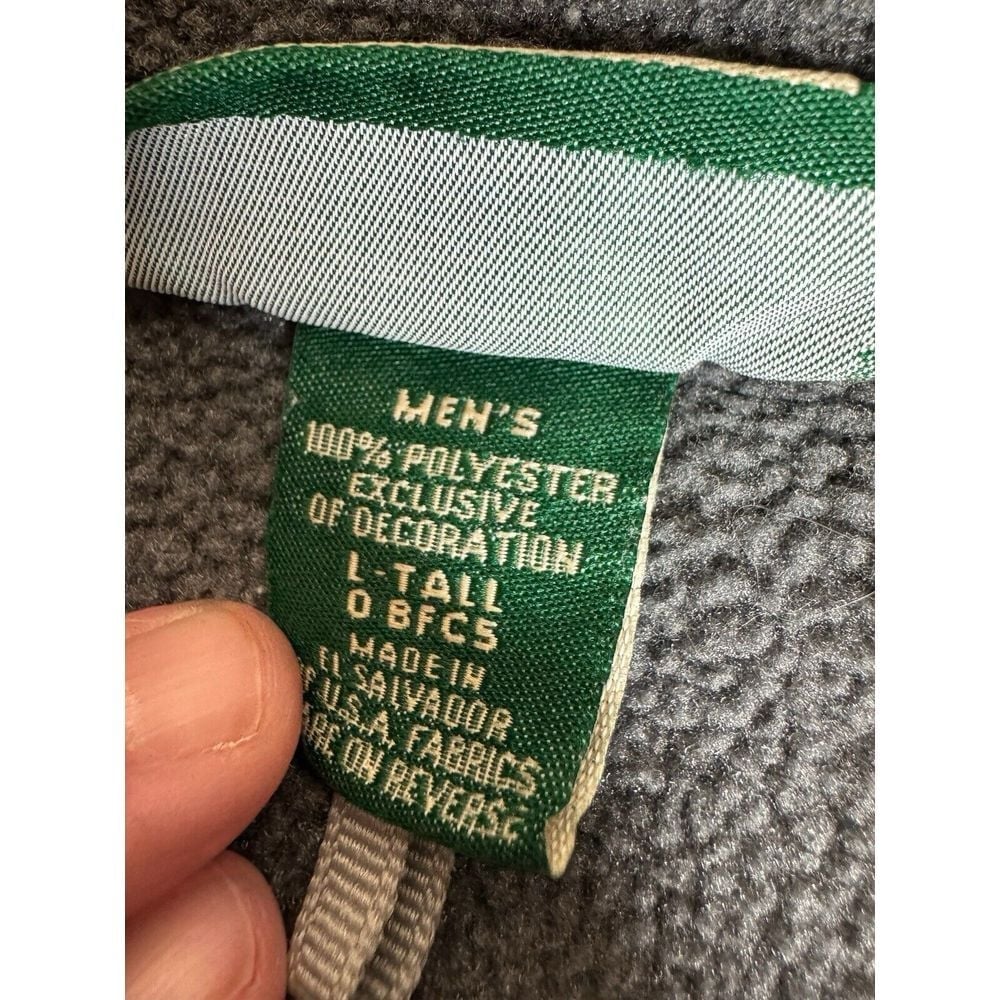 MEN'S
100% POLYESTER
EXCLUSIVE
OF DECORATION
L-TALL
0 BFC5
MADE IN
EL SALVADOR
OF U.S.A. FABRICS
CARE ON REVERSE